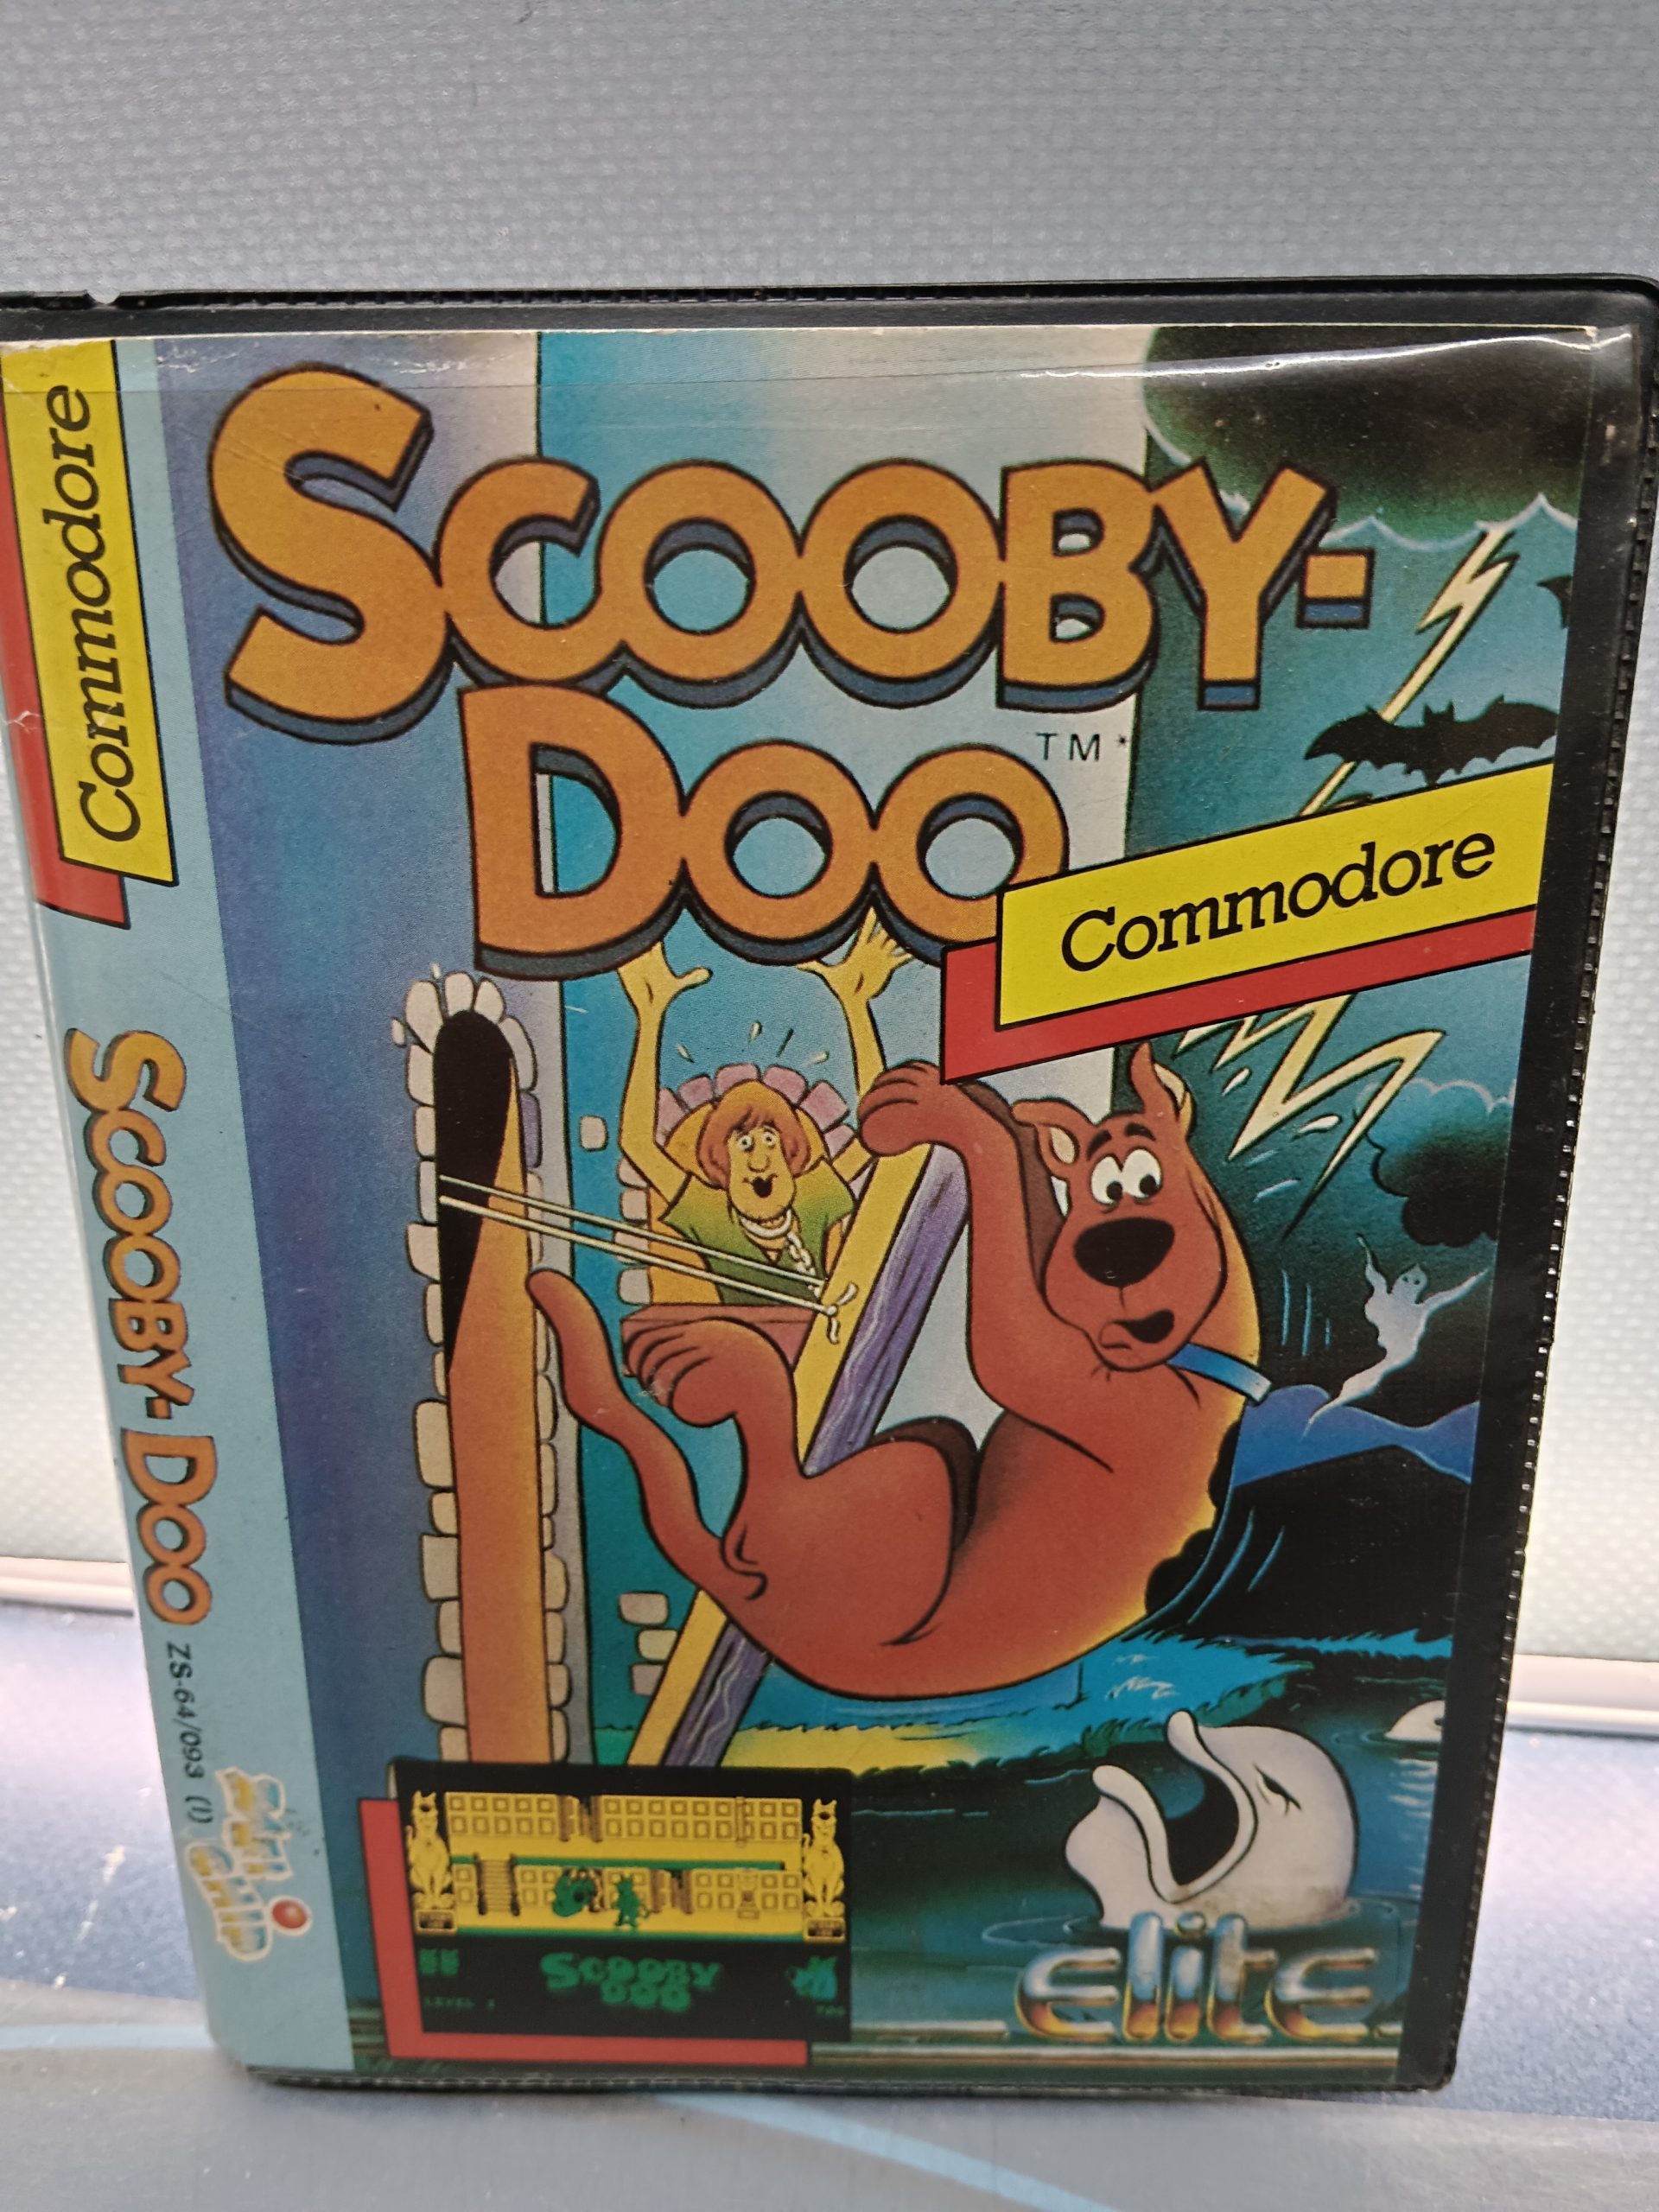 Commodore
SCOOBY-DOO
ZS-64/093 (I)
SCOOBY-
DOO
TM*
Commodore
SCOOBY
DOO
elite